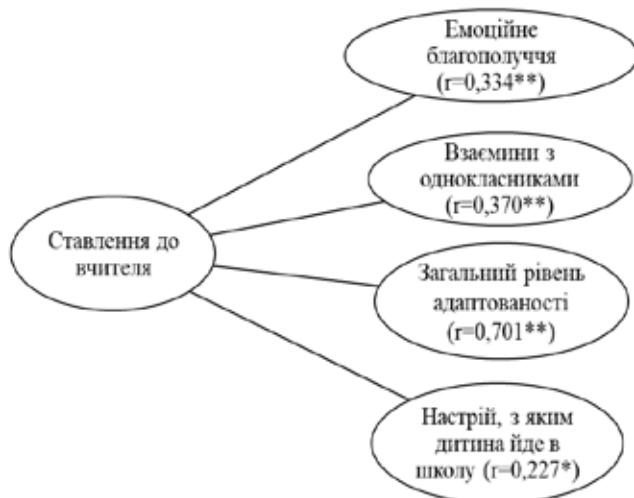 Емоційне
благополуччя
(r=0,334**)
Взаємини з
однокласниками
(r=0,370**)
Ставлення до
вчителя
Загальний рівень
адаптованості
(r=0,701**)
Настрій, з яким
дитина йде в
школу (r=0,227*)